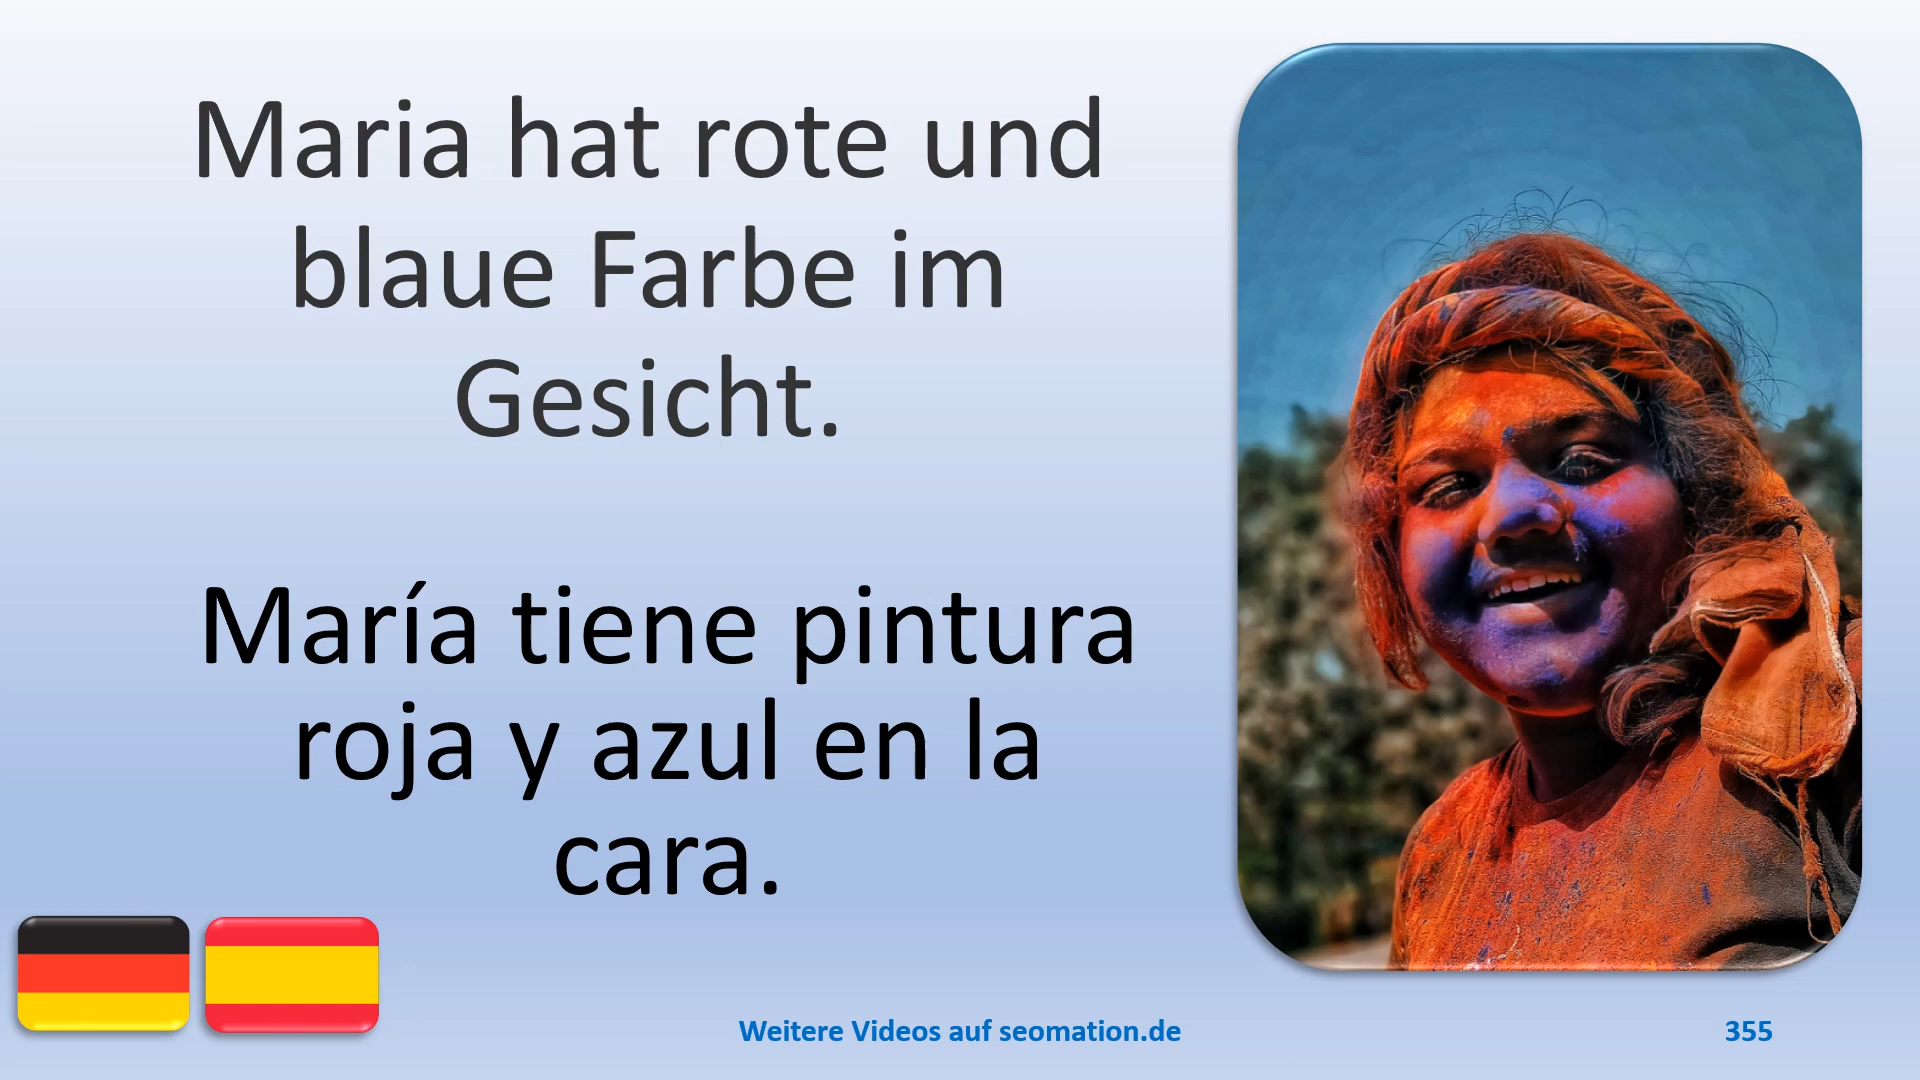 Maria hat rote und
blaue Farbe im
Gesicht.
María tiene pintura
roja y azul en la
cara.
Weitere Videos auf seomation.de
355